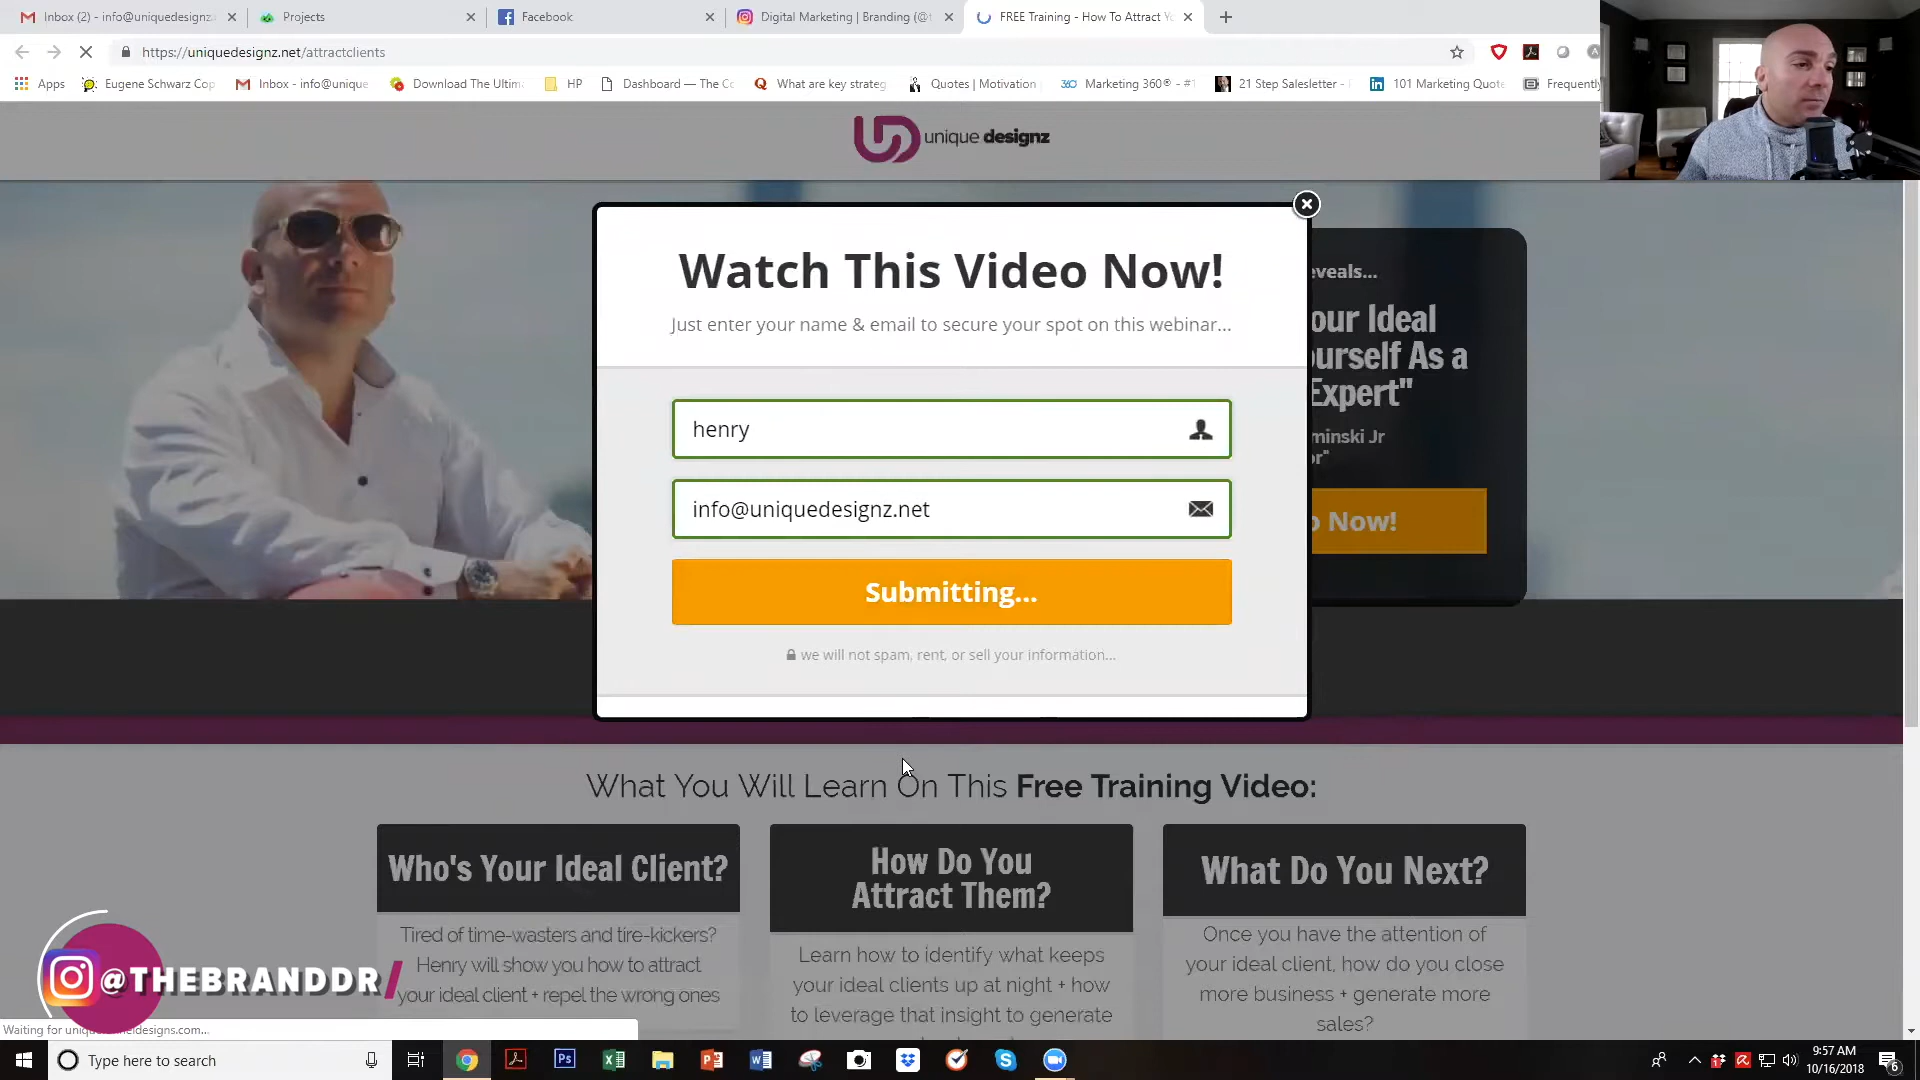 Inbox (2) - info@uniquedesignz
Projects
Facebook
Digital Marketing | Branding (@t
FREE Training - How To Attract Yo
https://uniquedesignz.net/attractclients
Apps
Eugene Schwarz Cop
Inbox - info@unique
Download The Ultim
HP
Dashboard — The Co
What are key strateg
Quotes | Motivation
360 Marketing 360® - #1
21 Step Salesletter -
101 Marketing Quote
Frequently
unique designz
Watch This Video Now!
Just enter your name & email to secure your spot on this webinar...
henry
info@uniquedesignz.net
Submitting...
we will not spam, rent, or sell your information...
eveals...
our Ideal
ourself As a
Expert"
minski Jr
or"
o Now!
What You Will Learn On This Free Training Video:
Who's Your Ideal Client?
Tired of time-wasters and tire-kickers?
Henry will show you how to attract
your ideal client + repel the wrong ones
How Do You
Attract Them?
Learn how to identify what keeps
your ideal clients up at night + how
to leverage that insight to generate
What Do You Next?
Once you have the attention of
your ideal client, how do you close
more business + generate more
sales?
@THEBRANDDR
Waiting for
Type here to search
9:57 AM
10/16/2018
6